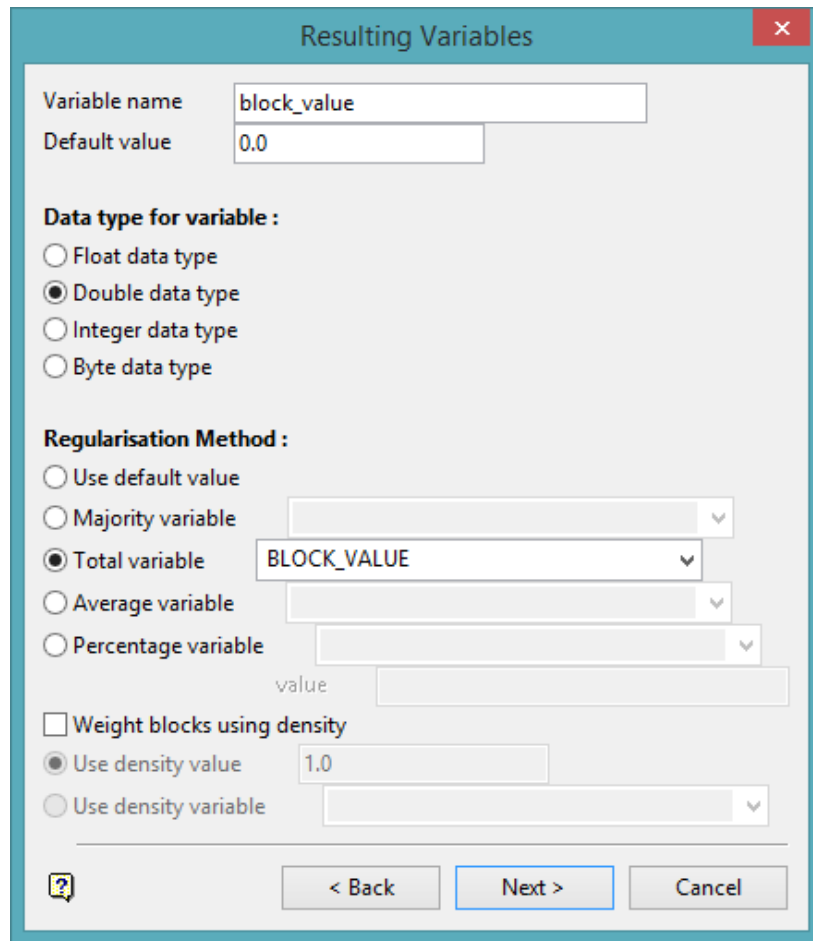 Resulting Variables
Variable name block_value
Default value 0.0
Data type for variable :
Float data type
Double data type
Integer data type
Byte data type
Regularisation Method :
Use default value
Majority variable
Total variable BLOCK_VALUE
Average variable
Percentage variable
value
Weight blocks using density
Use density value 1.0
Use density variable
< Back Next > Cancel